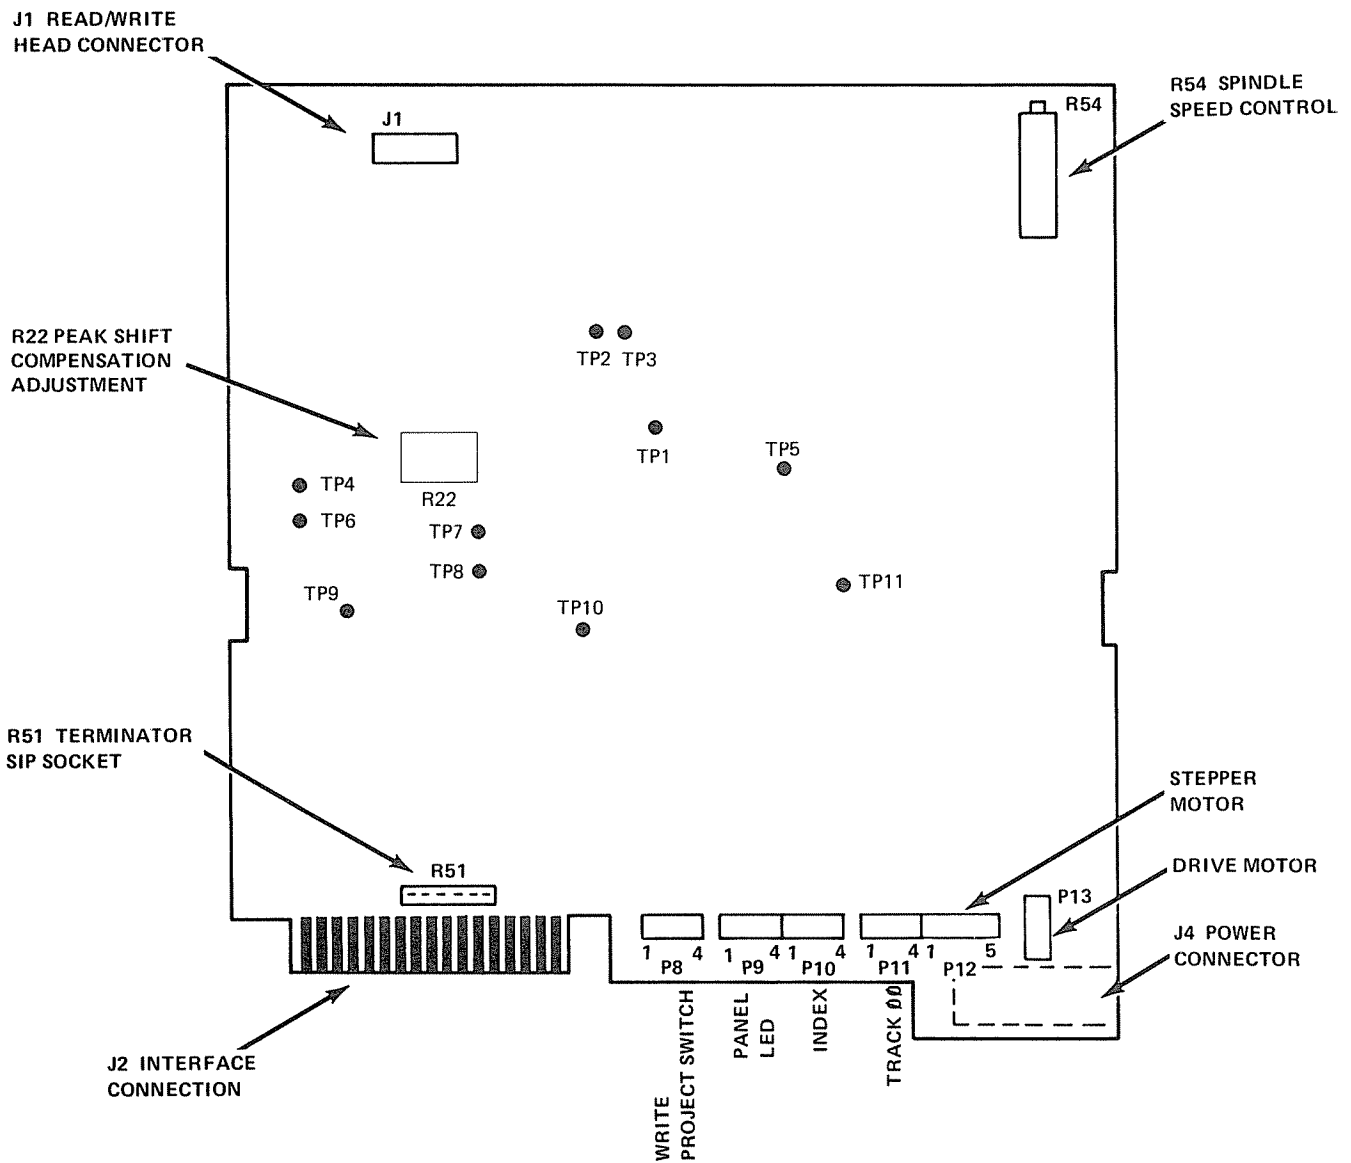 J1 READ/WRITE
HEAD CONNECTOR
R54 SPINDLE
SPEED CONTROL
J1
R54
R22 PEAK SHIFT
COMPENSATION
ADJUSTMENT
TP2 TP3
TP1
TP5
TP4
R22
TP6
TP7
TP8
TP9
TP10
TP11
R51 TERMINATOR
SIP SOCKET
STEPPER
MOTOR
R51
DRIVE MOTOR
P13
J4 POWER
CONNECTOR
1 4 1 4 1 4 1 4 1 5
P8 P9 P10 P11 P12
WRITE
PROJECT SWITCH
PANEL
LED
INDEX
TRACK 00
J2 INTERFACE
CONNECTION